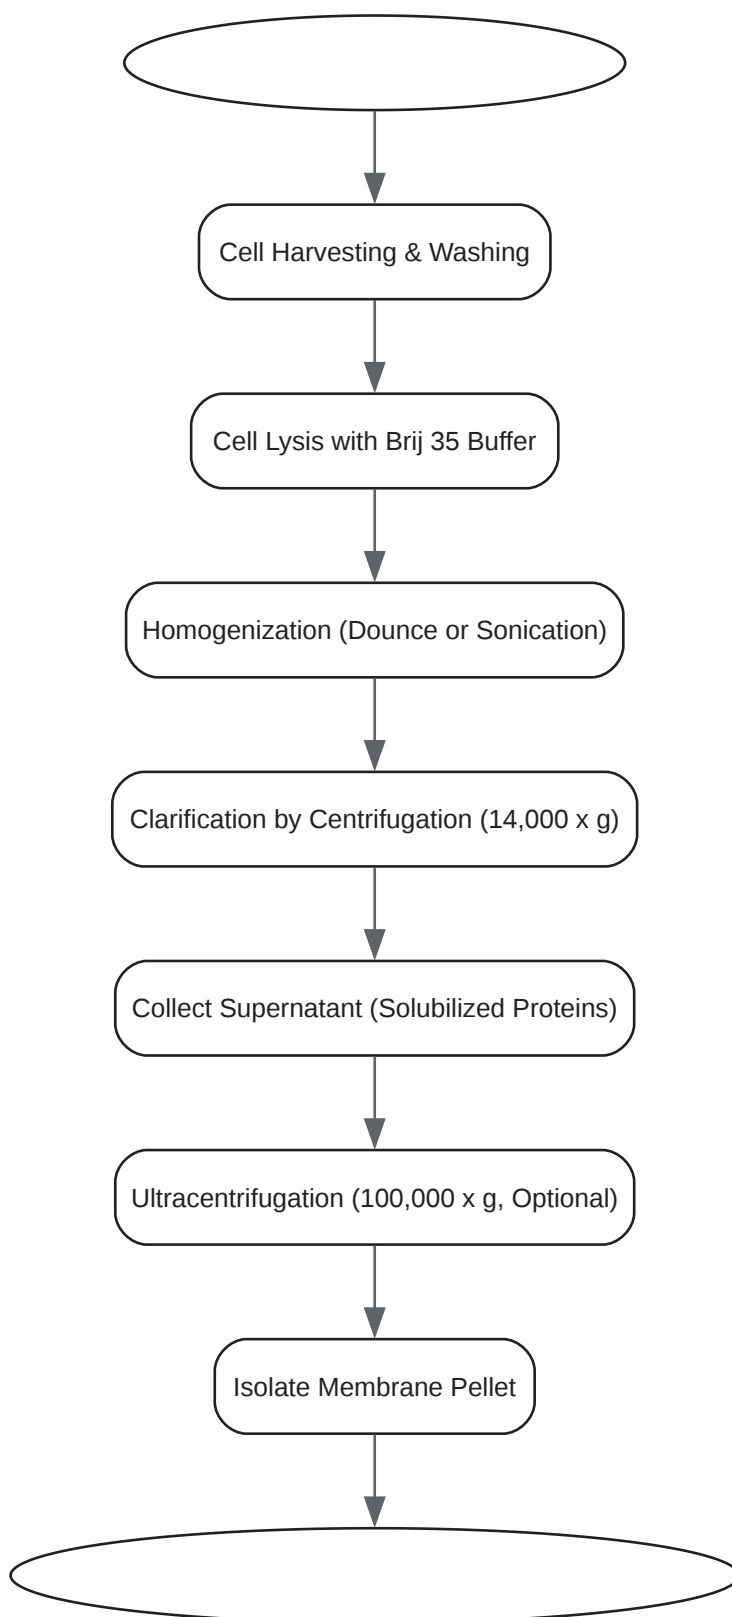 Cell Harvesting & Washing
Cell Lysis with Brij 35 Buffer
Homogenization (Dounce or Sonication)
Clarification by Centrifugation (14,000 x g)
Collect Supernatant (Solubilized Proteins)
Ultracentrifugation (100,000 x g, Optional)
Isolate Membrane Pellet